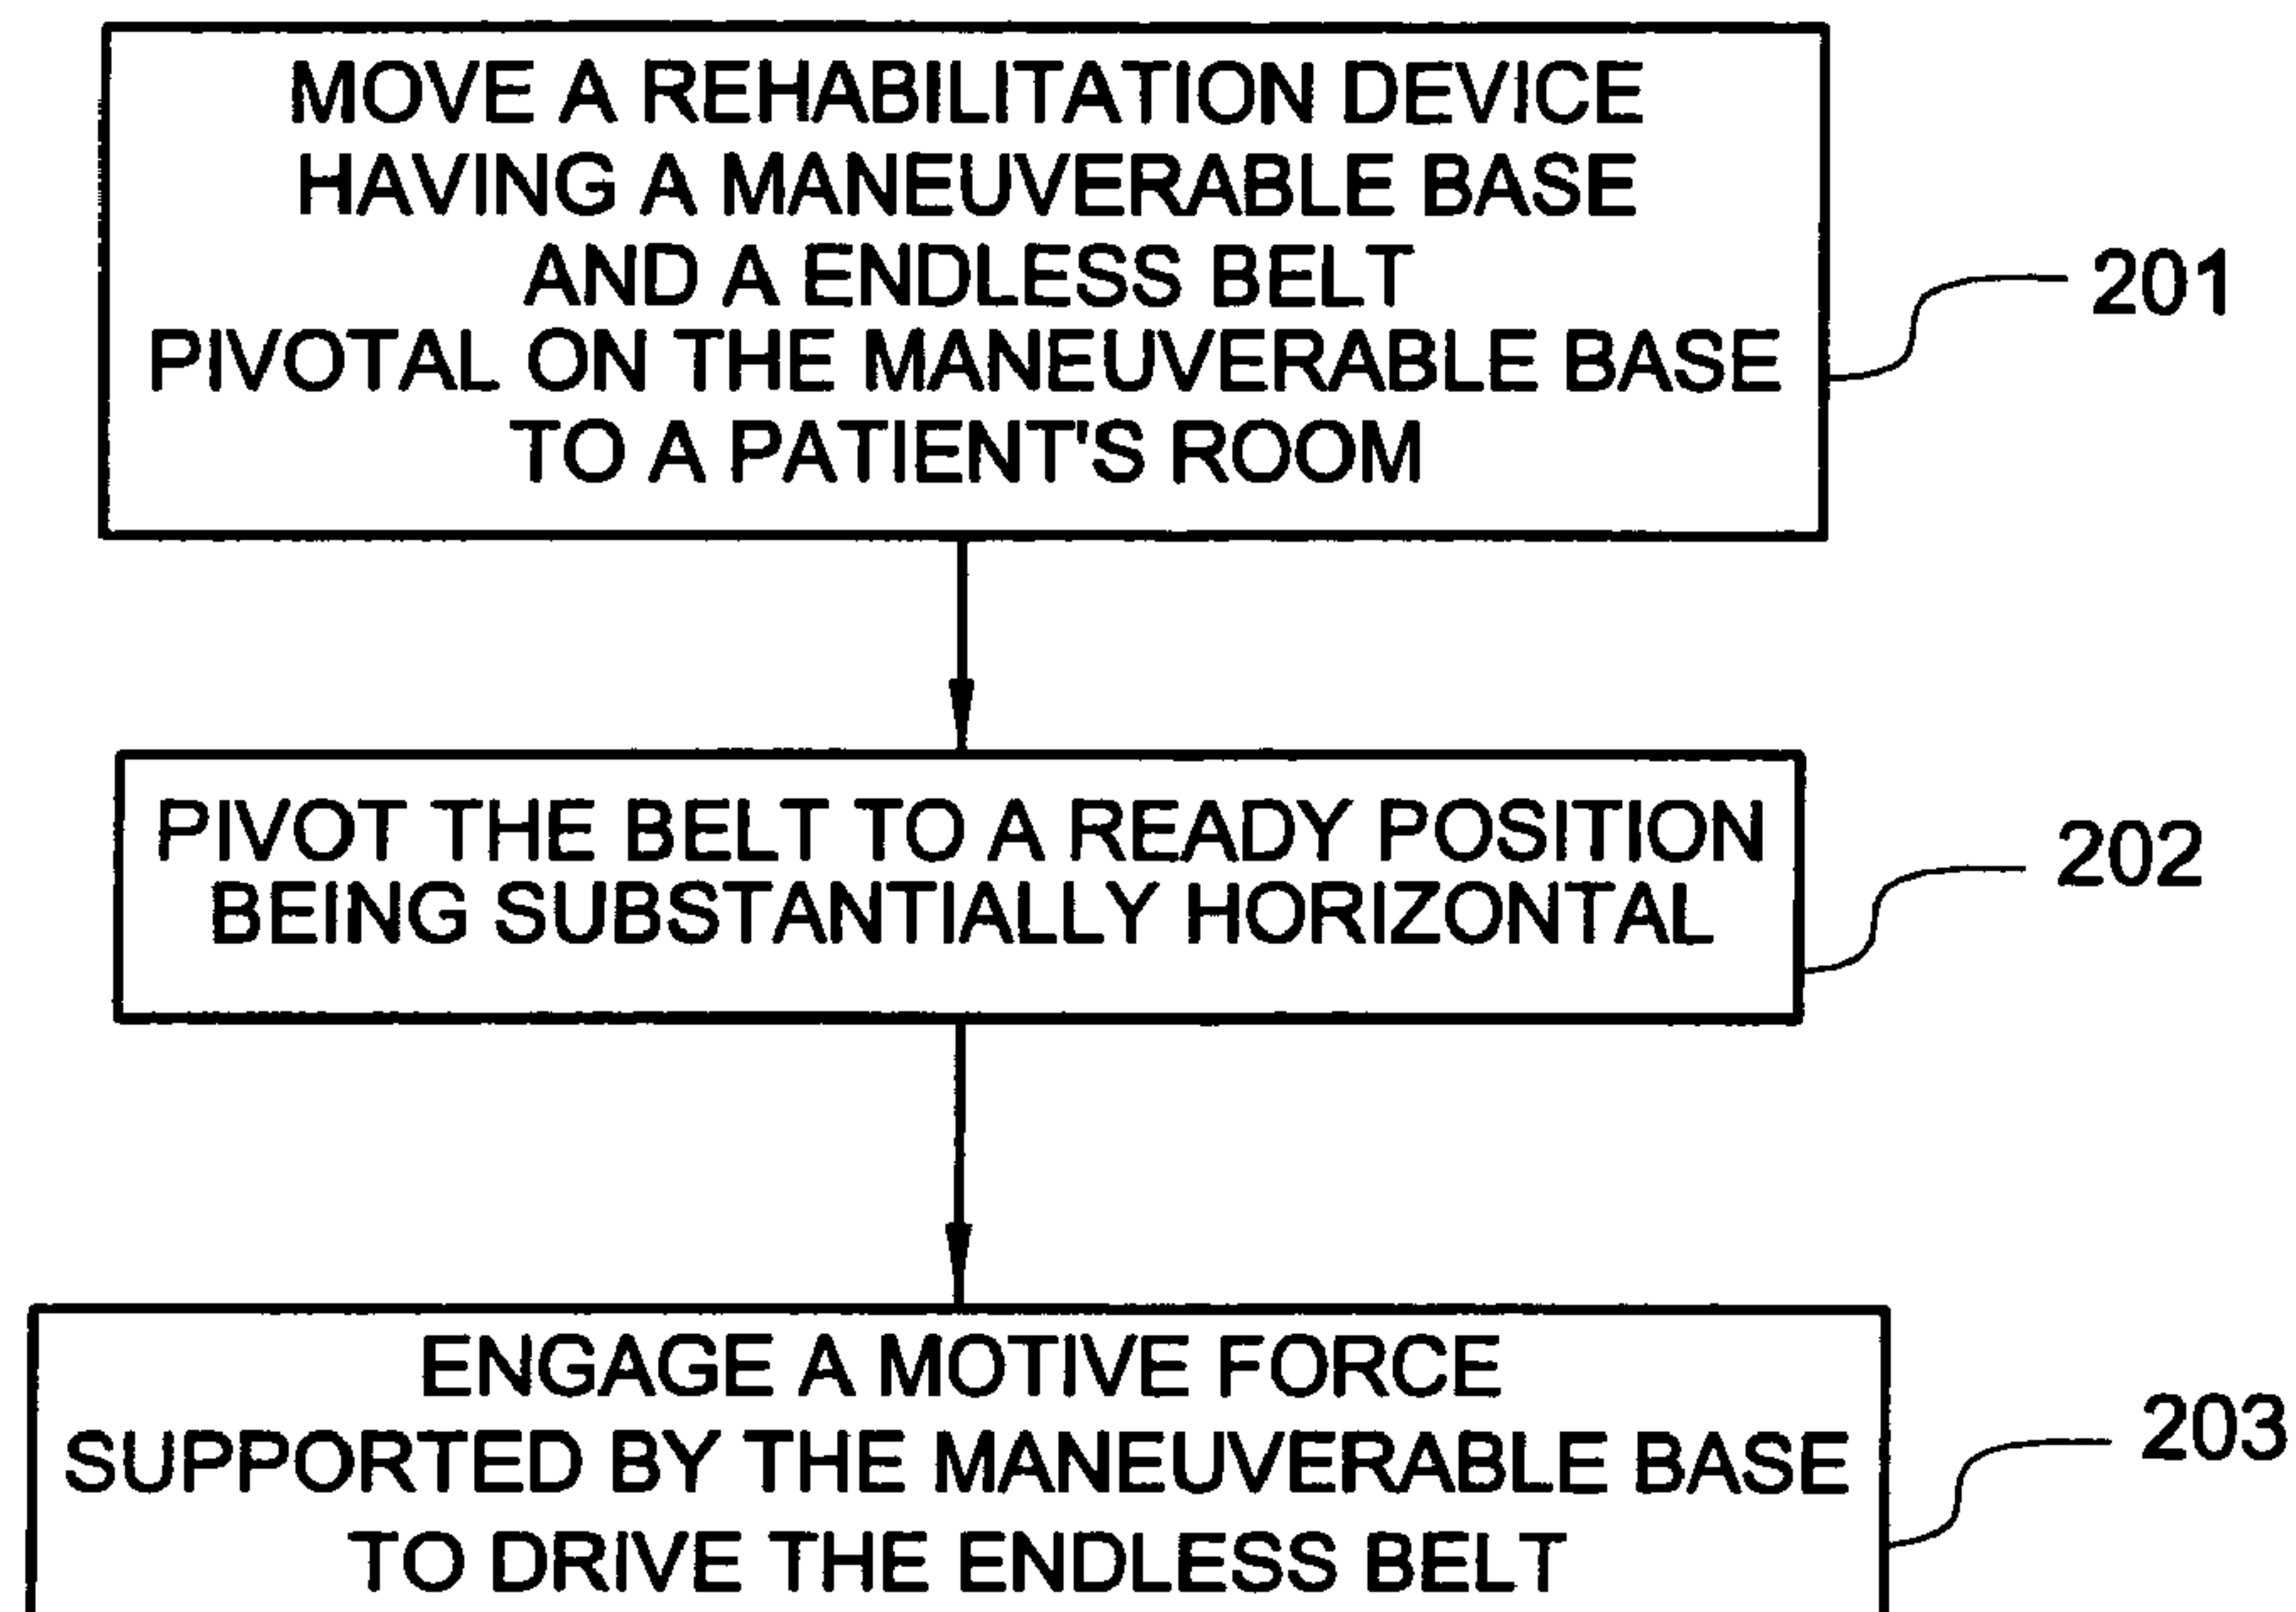 MOVE A REHABILITATION DEVICE
HAVING A MANEUVERABLE BASE
AND A ENDLESS BELT
PIVOTAL ON THE MANEUVERABLE BASE
TO A PATIENT'S ROOM
201
PIVOT THE BELT TO A READY POSITION
BEING SUBSTANTIALLY HORIZONTAL
202
ENGAGE A MOTIVE FORCE
SUPPORTED BY THE MANEUVERABLE BASE
TO DRIVE THE ENDLESS BELT
203